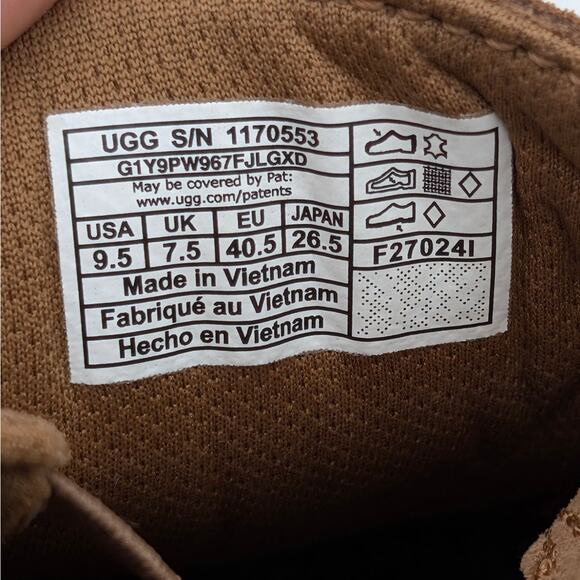 UGG S/N 1170553
G1Y9PW967FJLGXD
May be covered by Pat:
www.ugg.com/patents
USA UK EU JAPAN
9.5 7.5 40.5 26.5
Made in Vietnam
Fabriqué au Vietnam
Hecho en Vietnam
F27024I